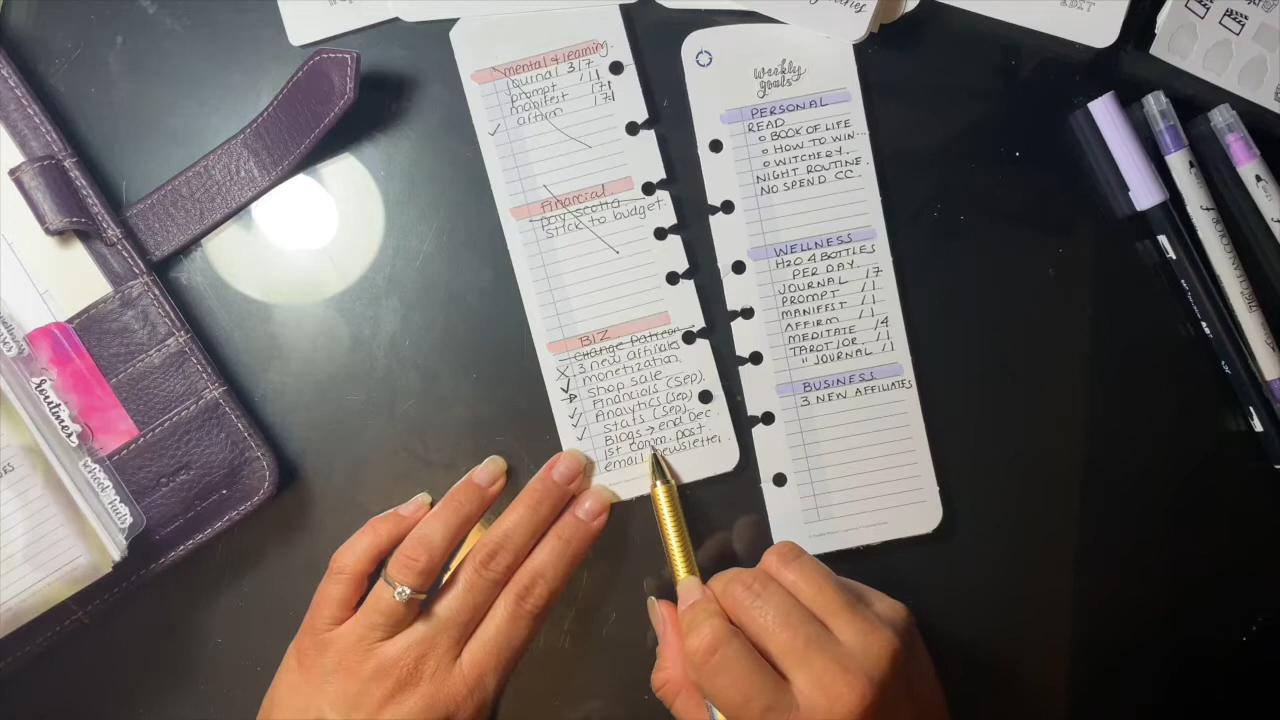 EDIT
mental & learning.
journal 3/7
prompt /1
manifest /1
affirm /1
Financial.
pay scotia
stick to budget.
BIZ
Change Patreon
3 new affiliates
monetization.
Shop sale
Financials (Sep).
Analytics (Sep)
Stats (Sep).
Blogs → end Dec.
1st comm. post.
email newsletter.
weekly
goals
PERSONAL
READ
o BOOK OF LIFE
o HOW TO WIN...
o WITCHERY...
NIGHT ROUTINE.
NO SPEND CC.
WELLNESS
H2O 4 BOTTLES
PER DAY.
JOURNAL /7
PROMPT /1
MANIFEST /1
AFFIRM /1
MEDITATE /4
TAROT/OR /1
" JOURNAL /1
BUSINESS
3 NEW AFFILIATES
Routines
school/kids